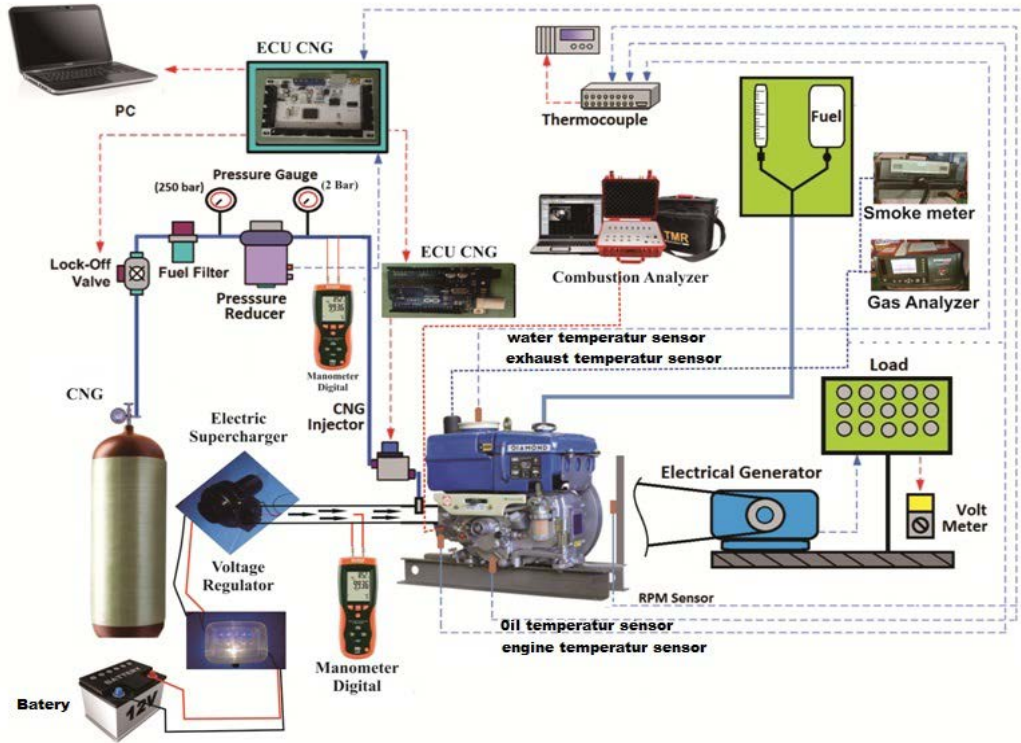 ECU CNG
PC
Thermocouple
Fuel
Pressure Gauge
(250 bar)
(2 Bar)
Smoke meter
ECU CNG
TMR
Combustion Analyzer
Gas Analyzer
Lock-Off
Valve
Fuel Filter
Presssure
Reducer
water temperatur sensor
exhaust temperatur sensor
Manometer
Digital
Load
CNG
CNG
Injector
Electric
Supercharger
DIAMOND
Electrical Generator
Volt
Meter
Voltage
Regulator
RPM Sensor
Oil temperatur sensor
engine temperatur sensor
Manometer
Digital
Batery
BATTERY
12V